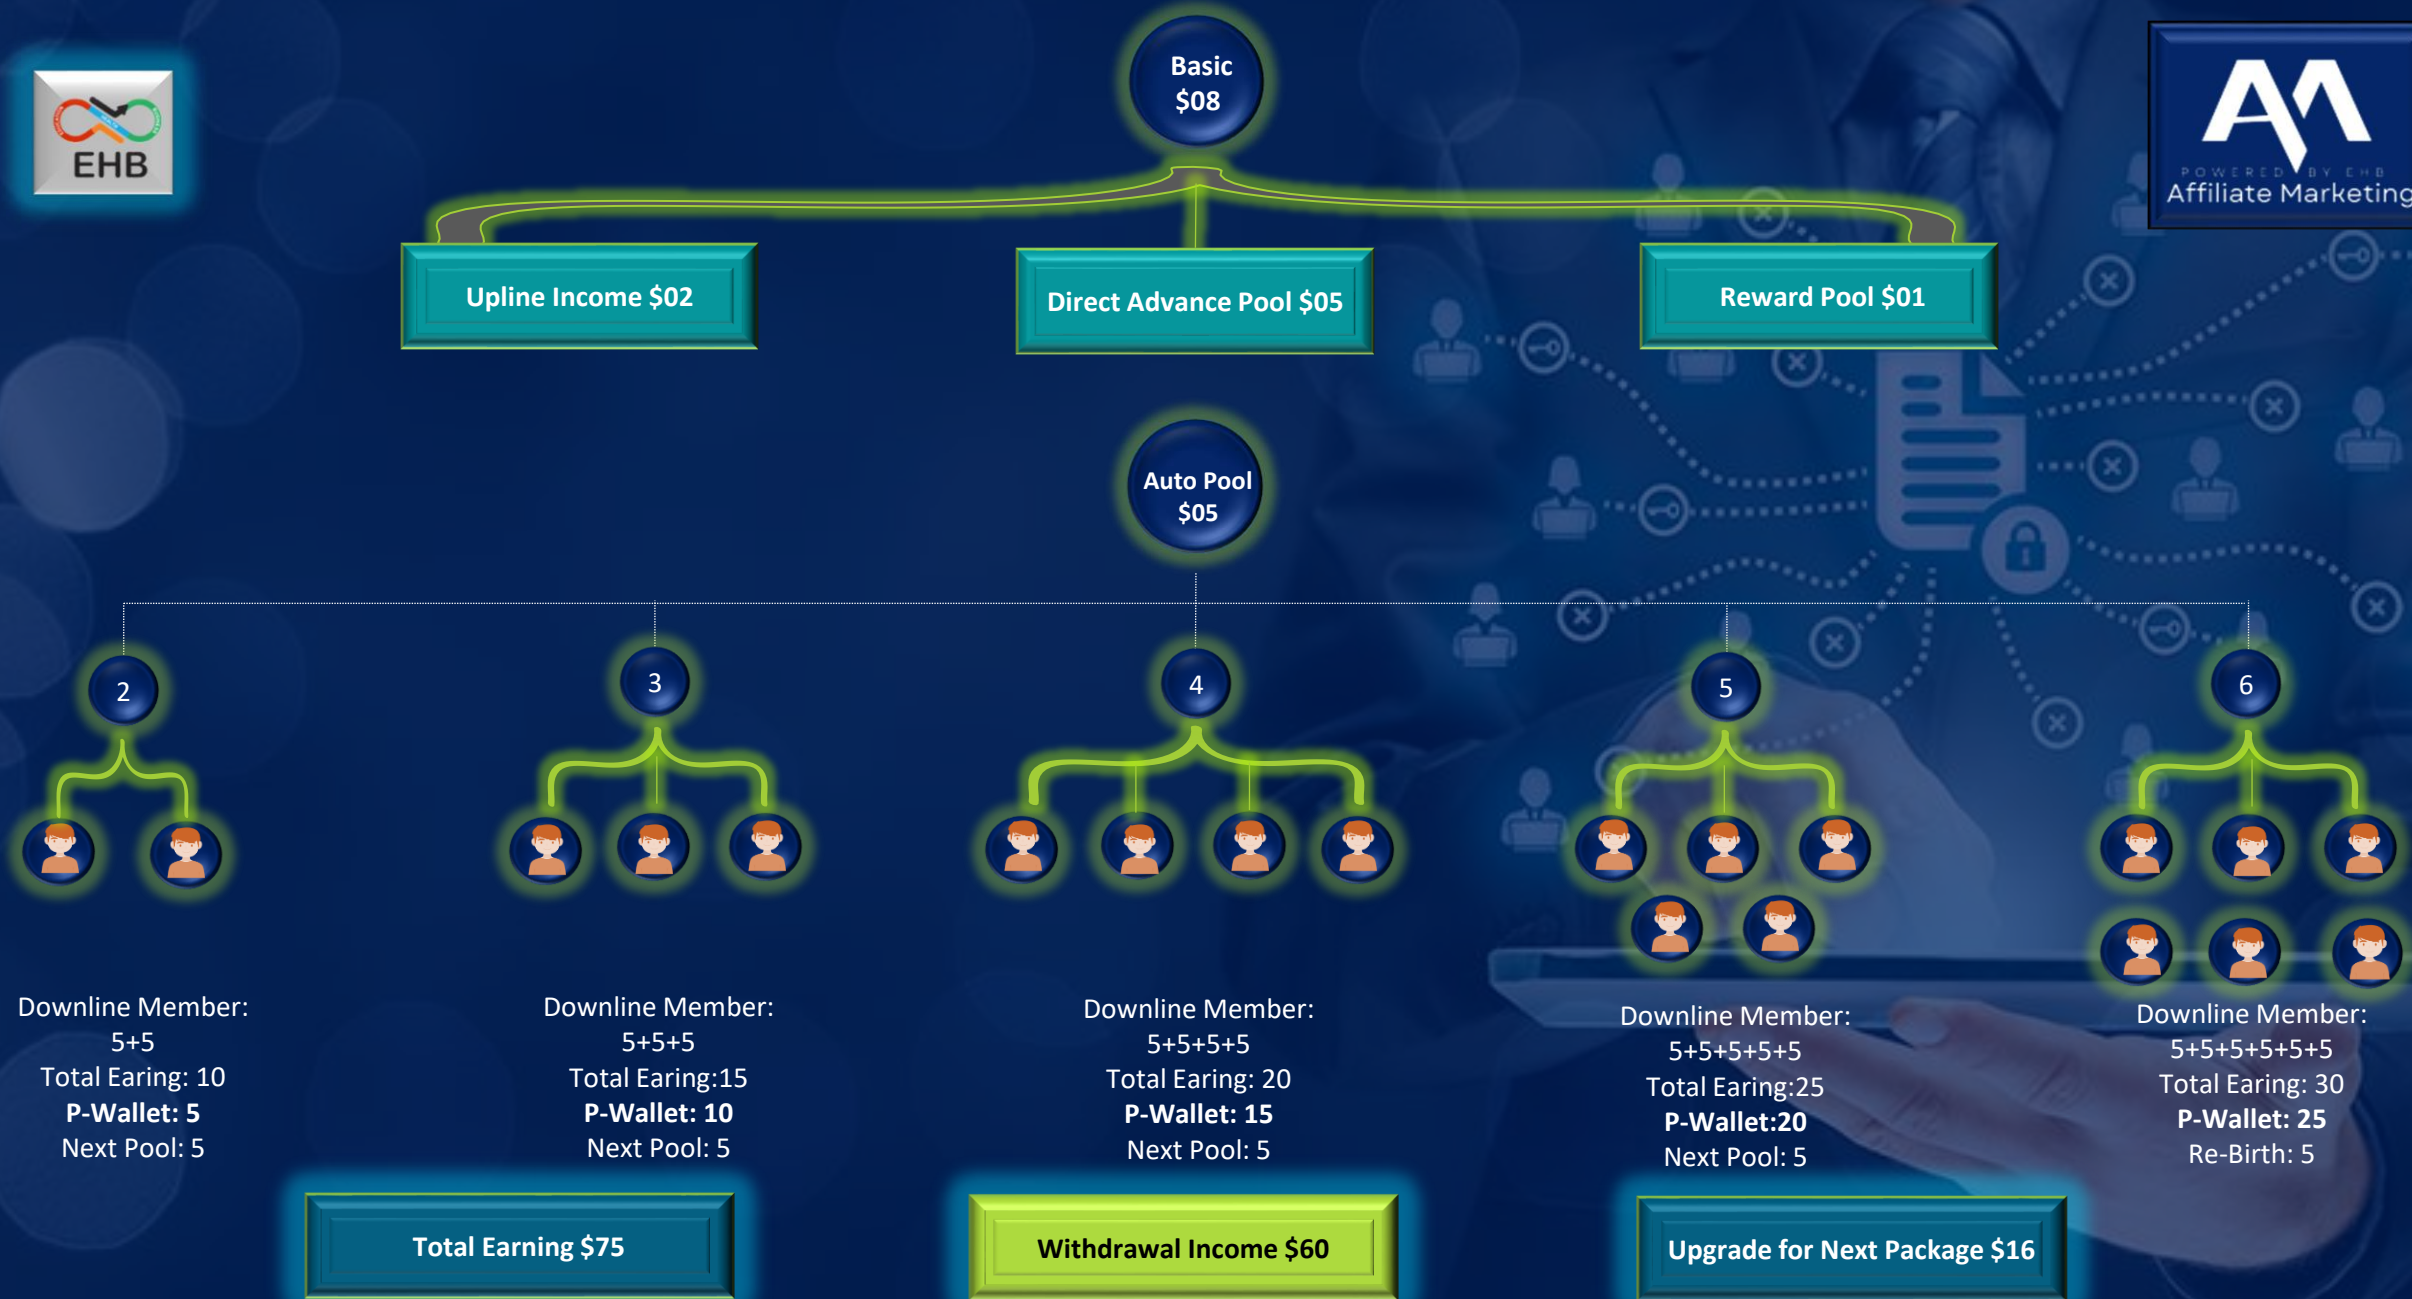 Basic
$08
EHB
POWERED BY EHB
Affiliate Marketing
Upline Income $02
Direct Advance Pool $05
Reward Pool $01
Auto Pool
$05
2
3
4
5
6
Downline Member:
5+5
Total Earing: 10
P-Wallet: 5
Next Pool: 5
Downline Member:
5+5+5
Total Earing:15
P-Wallet: 10
Next Pool: 5
Downline Member:
5+5+5+5
Total Earing: 20
P-Wallet: 15
Next Pool: 5
Downline Member:
5+5+5+5+5
Total Earing:25
P-Wallet:20
Next Pool: 5
Downline Member:
5+5+5+5+5+5
Total Earing: 30
P-Wallet: 25
Re-Birth: 5
Total Earning $75
Withdrawal Income $60
Upgrade for Next Package $16